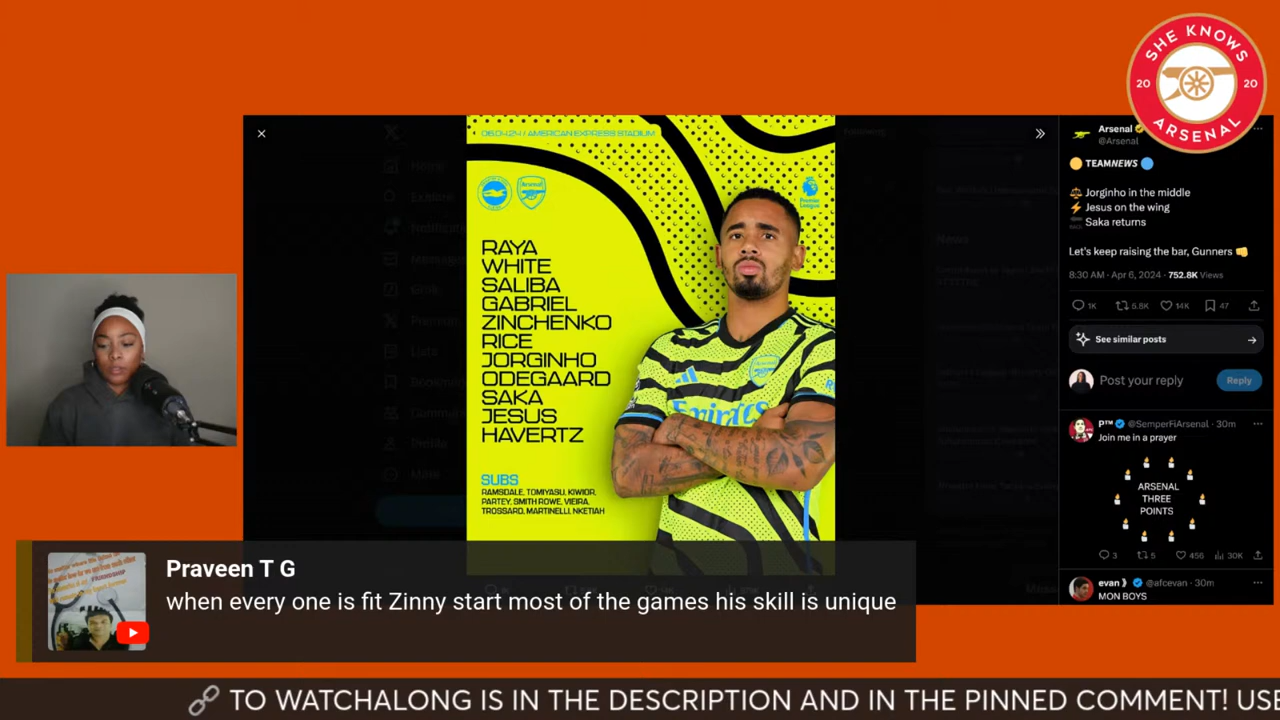 SHE KNOWS
20 20
ARSENAL
06.04.24 / AMERICAN EXPRESS STADIUM
Arsenal
Premier
League
RAYA
WHITE
SALIBA
GABRIEL
ZINCHENKO
RICE
JORGINHO
ODEGAARD
SAKA
JESUS
HAVERTZ
SUBS
RAMSDALE, TOMIYASU, KIWIOR,
PARTEY, SMITH ROWE, VIEIRA,
TROSSARD, MARTINELLI, NKETIAH
Emirates
Arsenal
@Arsenal
TEAMNEWS
Jorginho in the middle
Jesus on the wing
Saka returns
Let's keep raising the bar, Gunners
8:30 AM · Apr 6, 2024 · 752.8K Views
1K 5.8K 14K 47
See similar posts
Post your reply
Reply
P™ @SemperFiArsenal · 30m
Join me in a prayer
ARSENAL
THREE
POINTS
3 5 456 30K
evan @afcevan · 30m
MON BOYS
Praveen T G
when every one is fit Zinny start most of the games his skill is unique
TO WATCHALONG IS IN THE DESCRIPTION AND IN THE PINNED COMMENT! USE